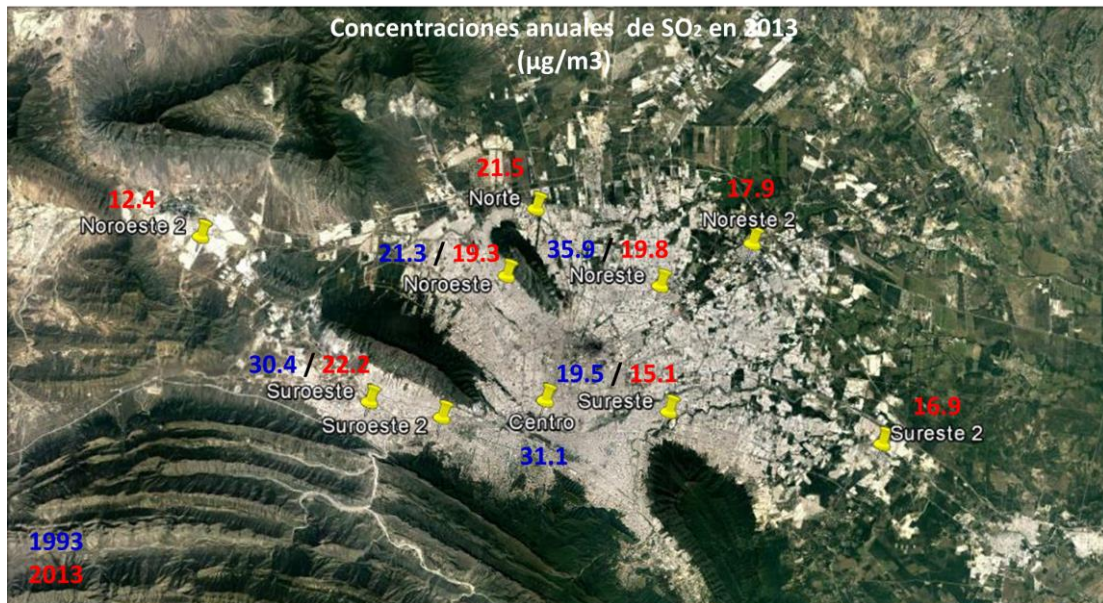 Concentraciones anuales de SO₂ en 2013
(µg/m3)
21.5
Norte
12.4
Noroeste 2
17.9
Noreste 2
21.3 / 19.3
Noroeste
35.9 / 19.8
Noreste
30.4 / 22.2
Suroeste
19.5 / 15.1
Sureste
Suroeste 2
Centro
31.1
16.9
Sureste 2
1993
2013